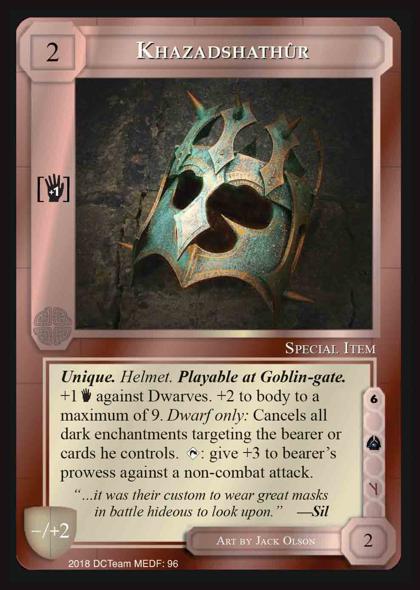 2
KHAZADSHATHÛR
[+1]
SPECIAL ITEM
Unique. Helmet. Playable at Goblin-gate.
+1 against Dwarves. +2 to body to a
maximum of 9. Dwarf only: Cancels all
dark enchantments targeting the bearer or
cards he controls. : give +3 to bearer's
prowess against a non-combat attack.
“...it was their custom to wear great masks
in battle hideous to look upon.” —Sil
6
–/+2
ART BY JACK OLSON
2
2018 DCTeam MEDF: 96